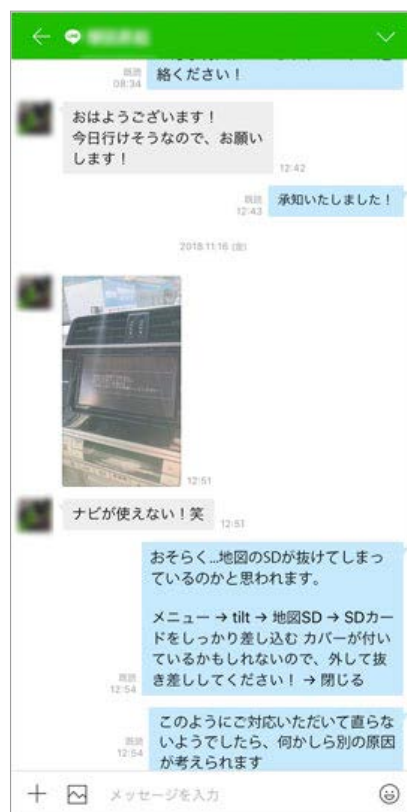 LINE
絡ください！
既読
08:34
おはようございます！
今日行けそうなので、お願い
します！
12:42
既読
12:43
承知いたしました！
2018.11.16 (金)
12:51
ナビが使えない！笑
12:51
おそらく...地図のSDが抜けてしまっ
ているのかと思われます。
メニュー → tilt → 地図SD → SDカー
ドをしっかり差し込む カバーが付い
ているかもしれないので、外して抜
き差ししてください！ → 閉じる
既読
12:54
このようにご対応いただいて直らな
いようでしたら、何かしら別の原因
が考えられます
既読
12:54
メッセージを入力